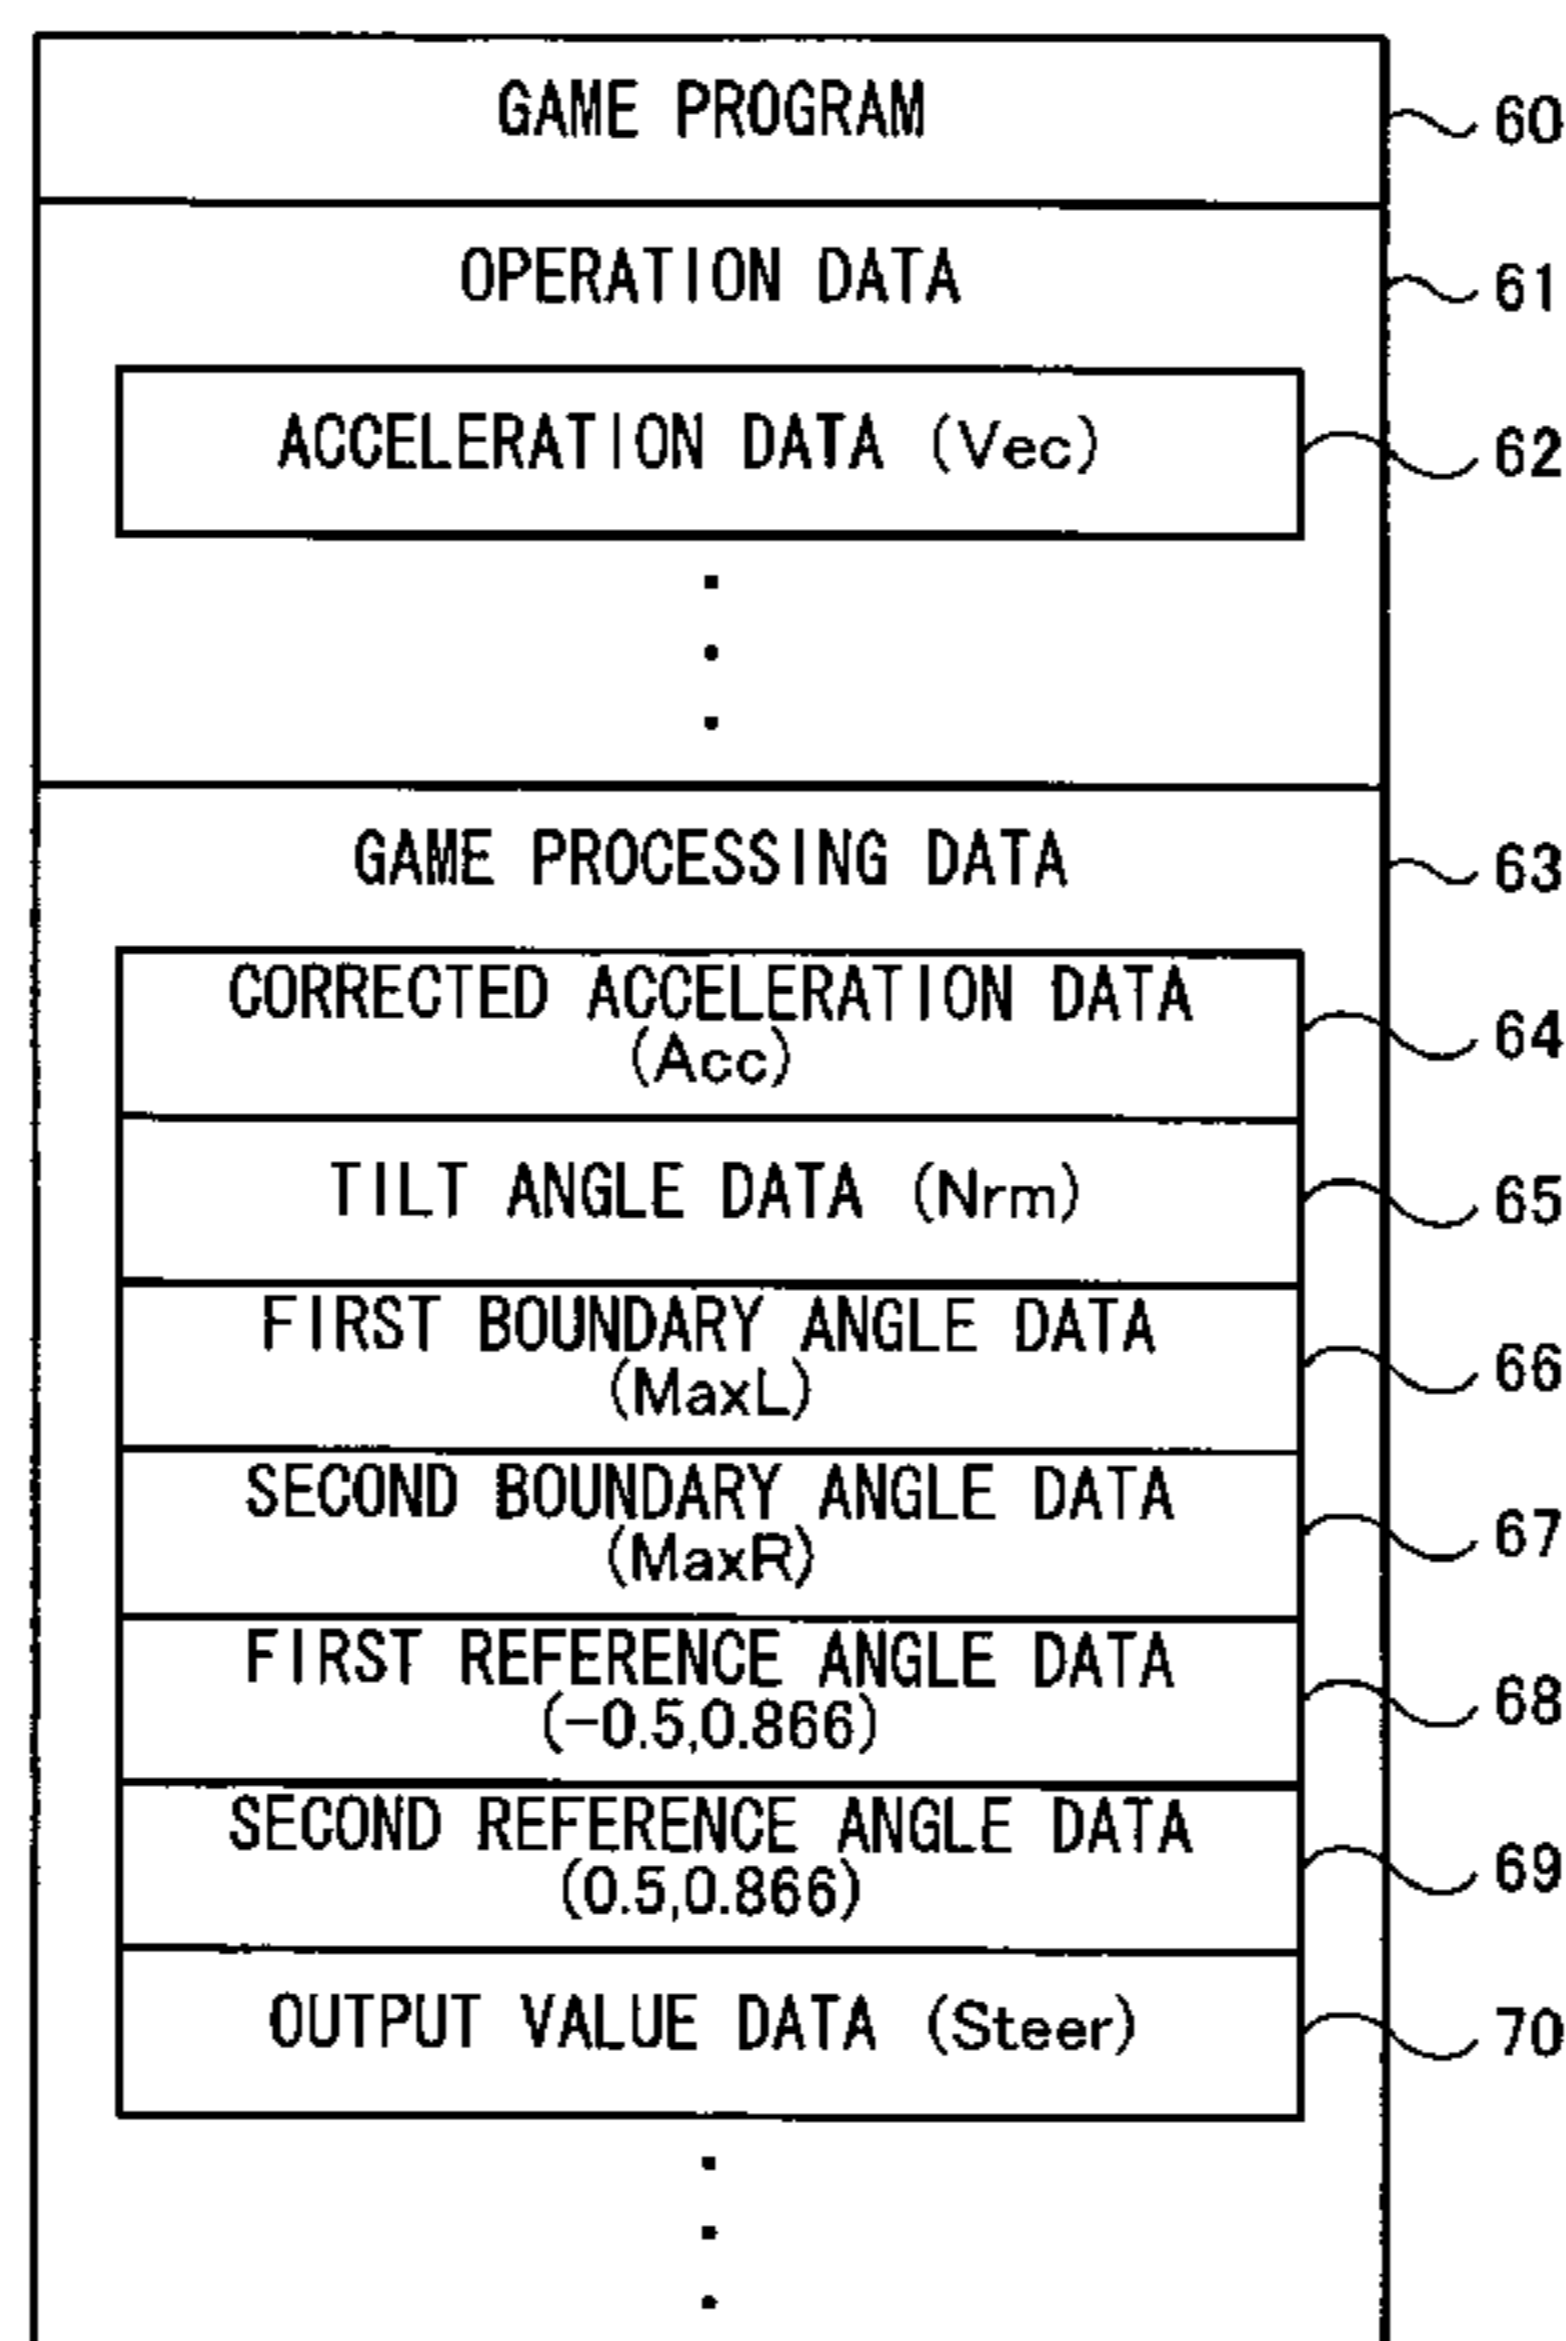 GAME PROGRAM 60
OPERATION DATA 61
ACCELERATION DATA (Vec) 62
GAME PROCESSING DATA 63
CORRECTED ACCELERATION DATA
(Acc) 64
TILT ANGLE DATA (Nrm) 65
FIRST BOUNDARY ANGLE DATA
(MaxL) 66
SECOND BOUNDARY ANGLE DATA
(MaxR) 67
FIRST REFERENCE ANGLE DATA
(-0.5,0.866) 68
SECOND REFERENCE ANGLE DATA
(0.5,0.866) 69
OUTPUT VALUE DATA (Steer) 70